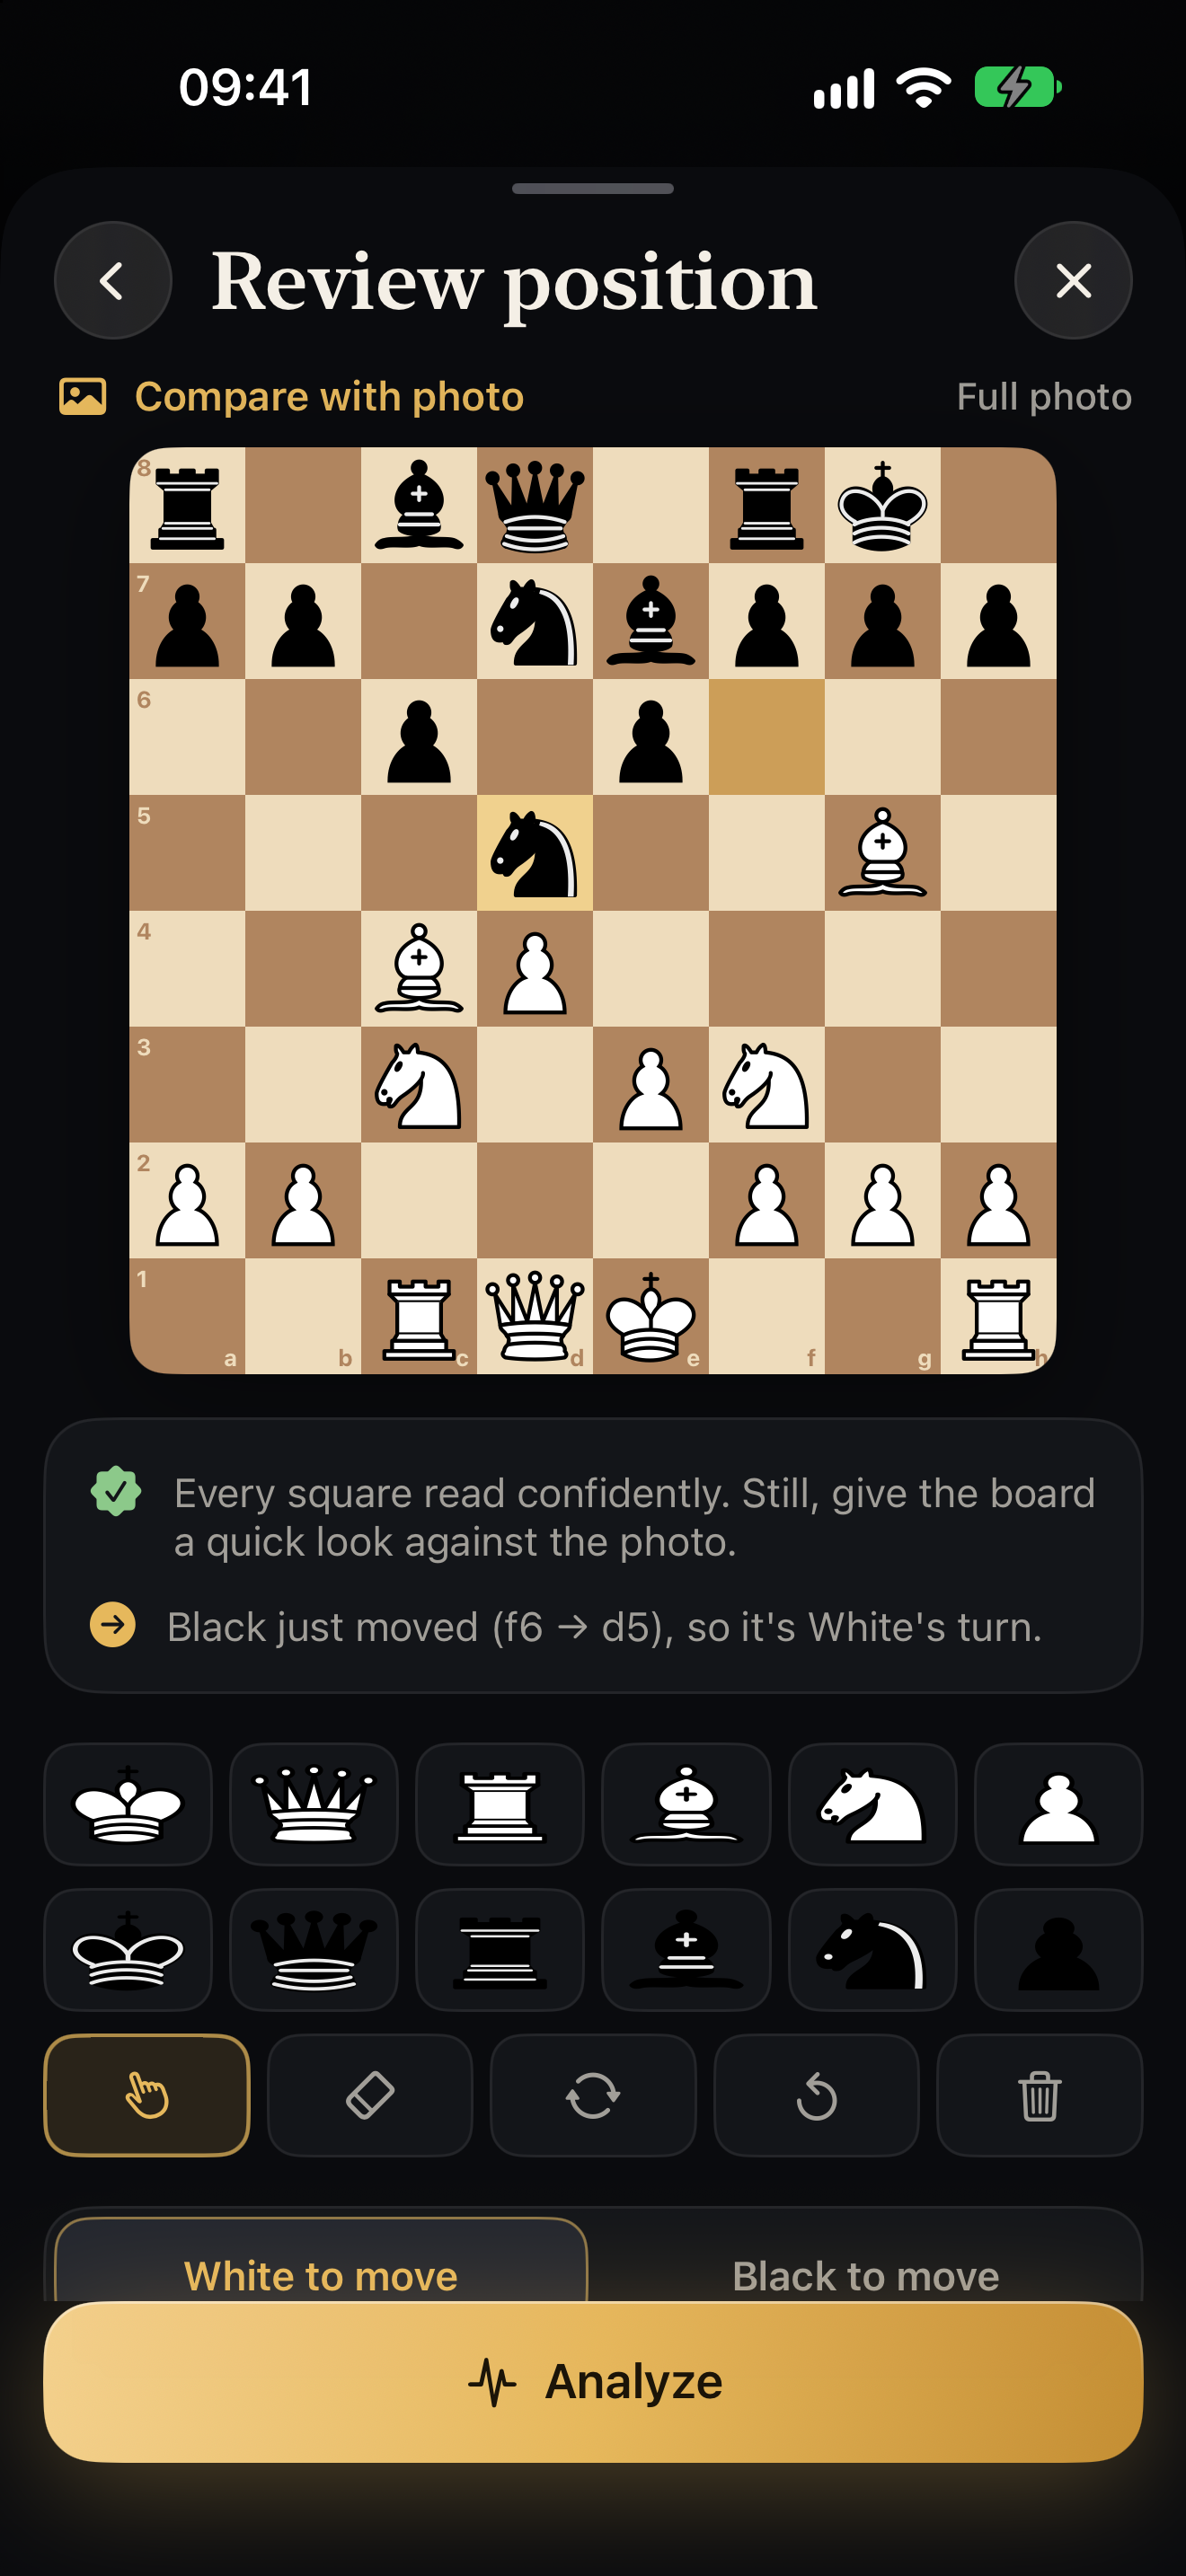 09:41
Review position
Compare with photo
Full photo
8
7
6
5
4
3
2
1
a b c d e f g h
Every square read confidently. Still, give the board
a quick look against the photo.
Black just moved (f6 → d5), so it's White's turn.
White to move
Black to move
Analyze